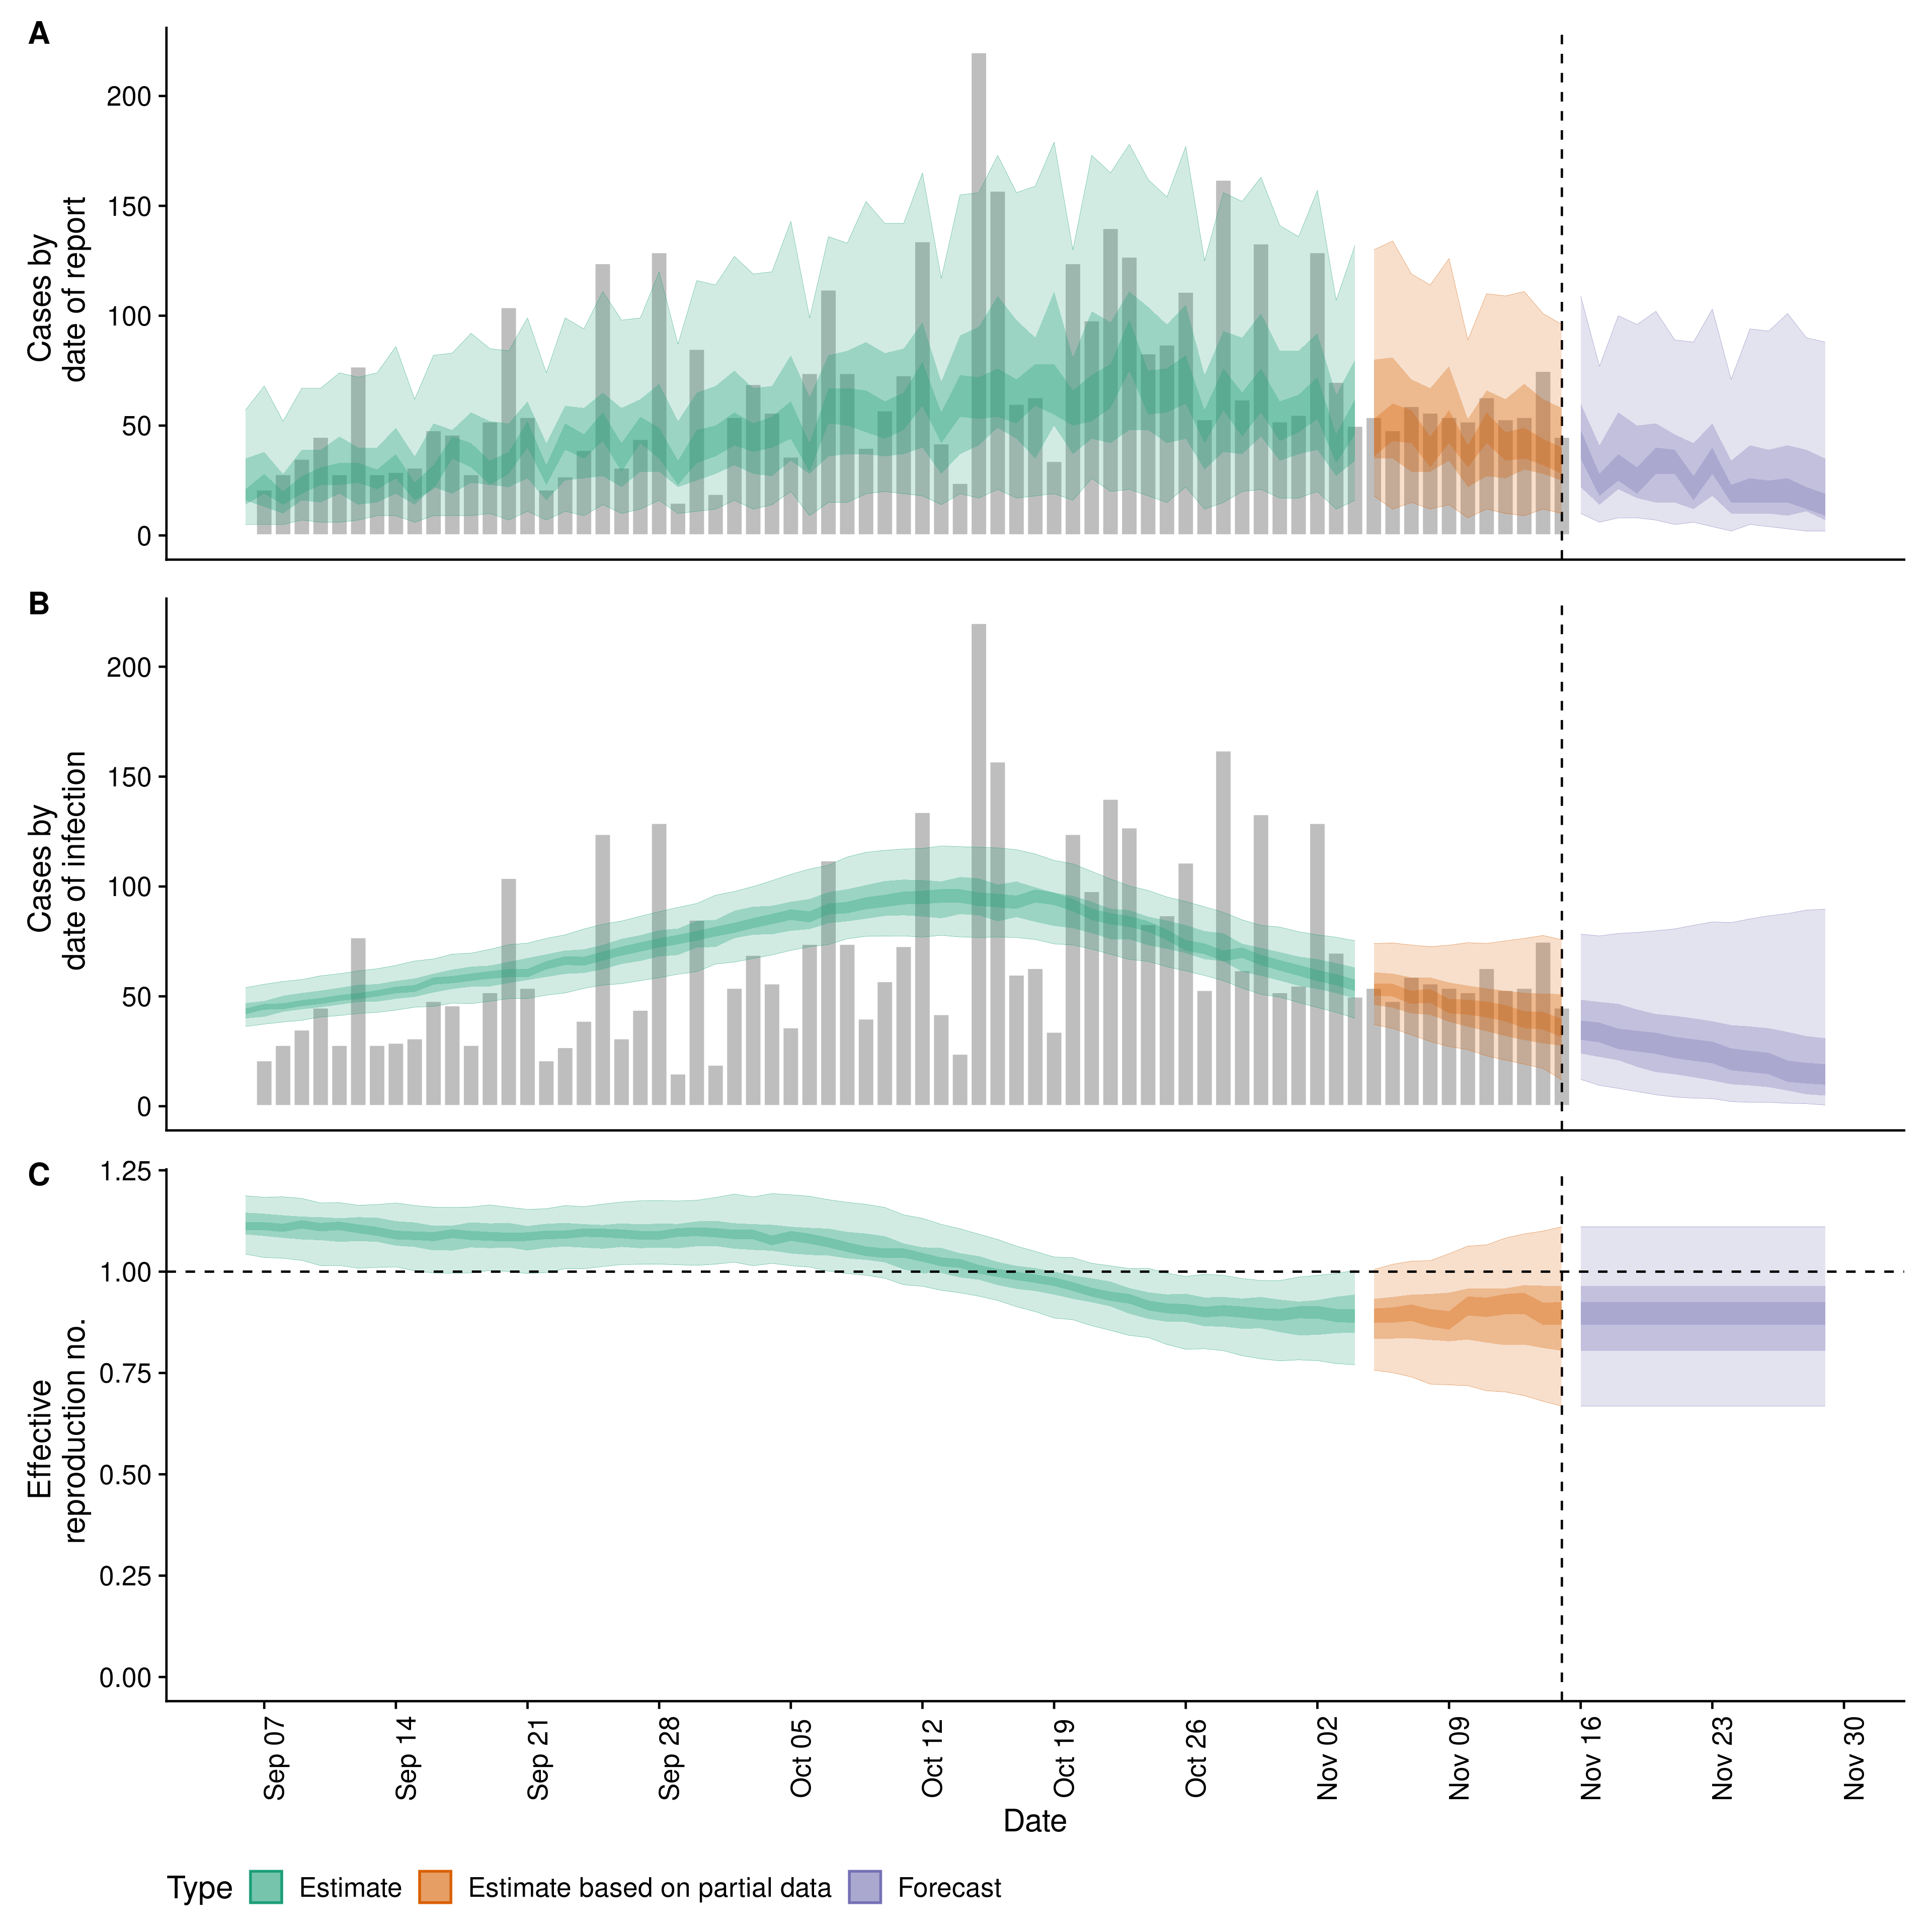 A
200
150
100
50
0
Cases by
date of report
B
200
150
100
50
0
Cases by
date of infection
C
1.25
1.00
0.75
0.50
0.25
0.00
Effective
reproduction no.
Sep 07
Sep 14
Sep 21
Sep 28
Oct 05
Oct 12
Oct 19
Oct 26
Nov 02
Nov 09
Nov 16
Nov 23
Nov 30
Date
Type Estimate Estimate based on partial data Forecast